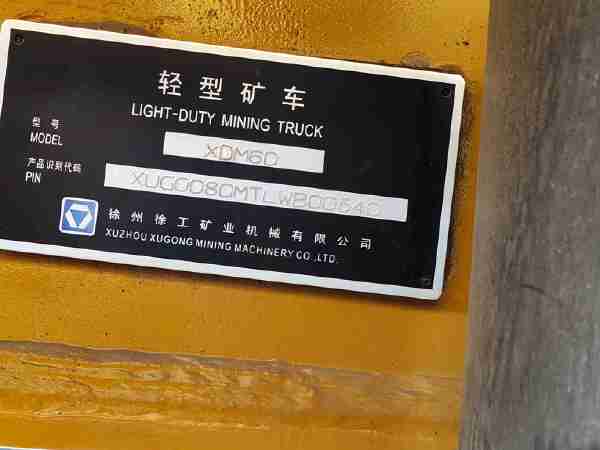 轻型矿车
LIGHT-DUTY MINING TRUCK
型号
MODEL
产品识别代码
PIN
徐州徐工矿业机械有限公司
XUZHOU XUGONG MINING MACHINERY CO.,LTD.